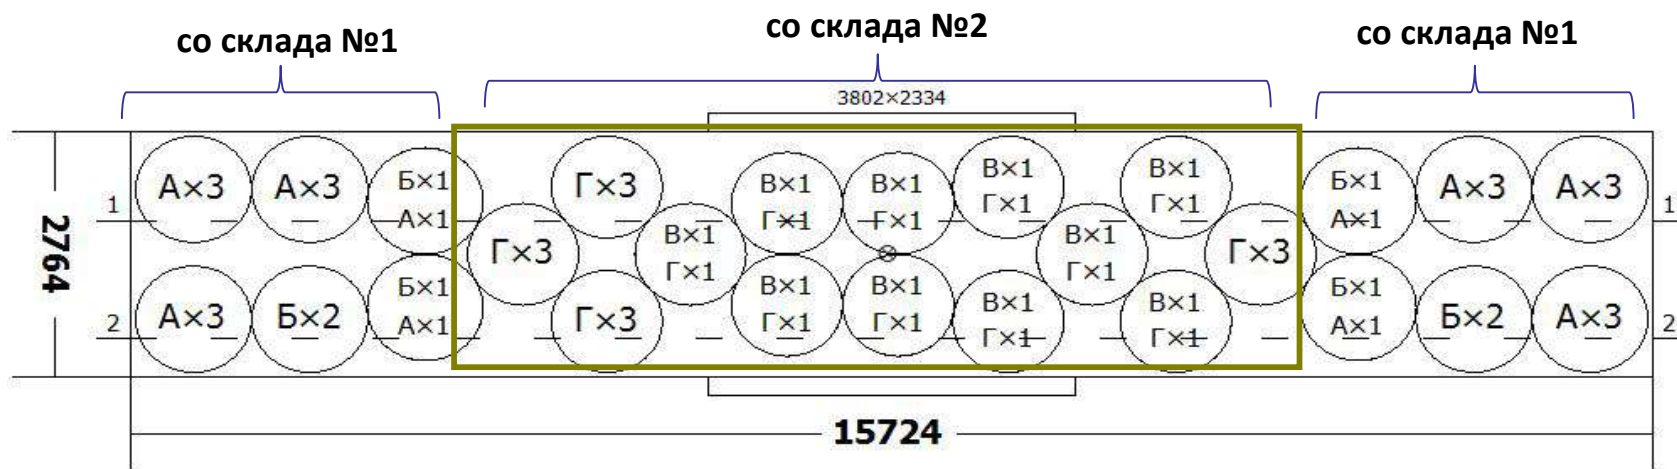 со склада №1
со склада №2
со склада №1
3802×2334
А×3
А×3
Б×1
А×1
Г×3
Г×3
Г×3
В×1
Г×1
В×1
Г×1
В×1
Г×1
В×1
Г×1
В×1
Г×1
В×1
Г×1
В×1
Г×1
В×1
Г×1
В×1
Г×1
В×1
Г×1
Г×3
Б×1
А×1
А×3
А×3
1
1
2764
2
А×3
Б×2
Б×1
А×1
Б×1
А×1
Б×2
А×3
2
15724